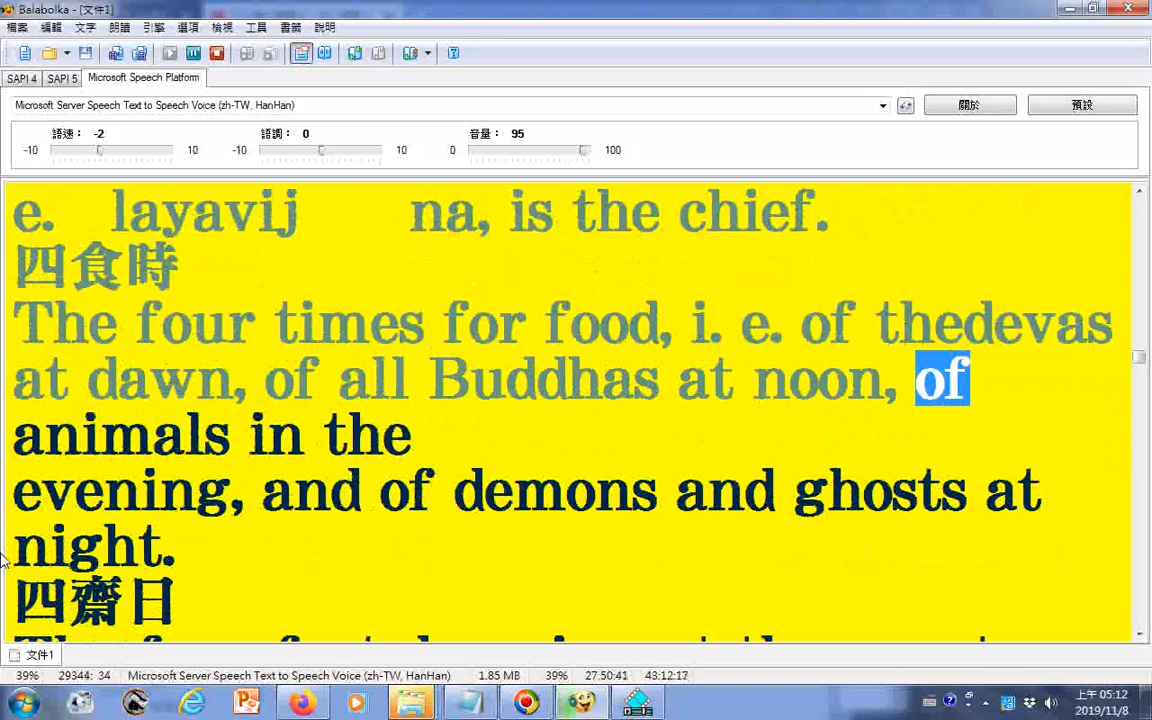 Balabolka - [文件1]
檔案 編輯 文字 朗讀 引擎 選項 檢視 工具 書籤 說明
SAPI 4 SAPI 5 Microsoft Speech Platform
Microsoft Server Speech Text to Speech Voice (zh-TW, HanHan) 關於 預設
語速： -2 語調： 0 音量： 95
-10 10 -10 10 0 100
e. layavij na, is the chief.
四食時
The four times for food, i. e. of thedevas
at dawn, of all Buddhas at noon, of
animals in the
evening, and of demons and ghosts at
night.
四齋日
文件1
39% 29344: 34 Microsoft Server Speech Text to Speech Voice (zh-TW, HanHan) 1.85 MB 39% 27:50:41 43:12:17
上午 05:12
2019/11/8